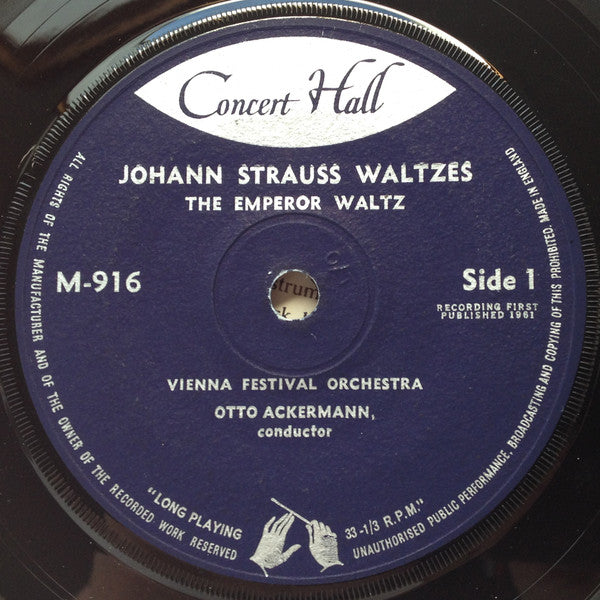 Concert Hall
JOHANN STRAUSS WALTZES
THE EMPEROR WALTZ
M-916
Side 1
RECORDING FIRST
PUBLISHED 1961
VIENNA FESTIVAL ORCHESTRA
OTTO ACKERMANN,
conductor
"LONG PLAYING
33-1/3 R.P.M."
ALL RIGHTS OF THE MANUFACTURER AND OF THE OWNER OF THE RECORDED WORK RESERVED
UNAUTHORISED PUBLIC PERFORMANCE, BROADCASTING AND COPYING OF THIS PROHIBITED. MADE IN ENGLAND